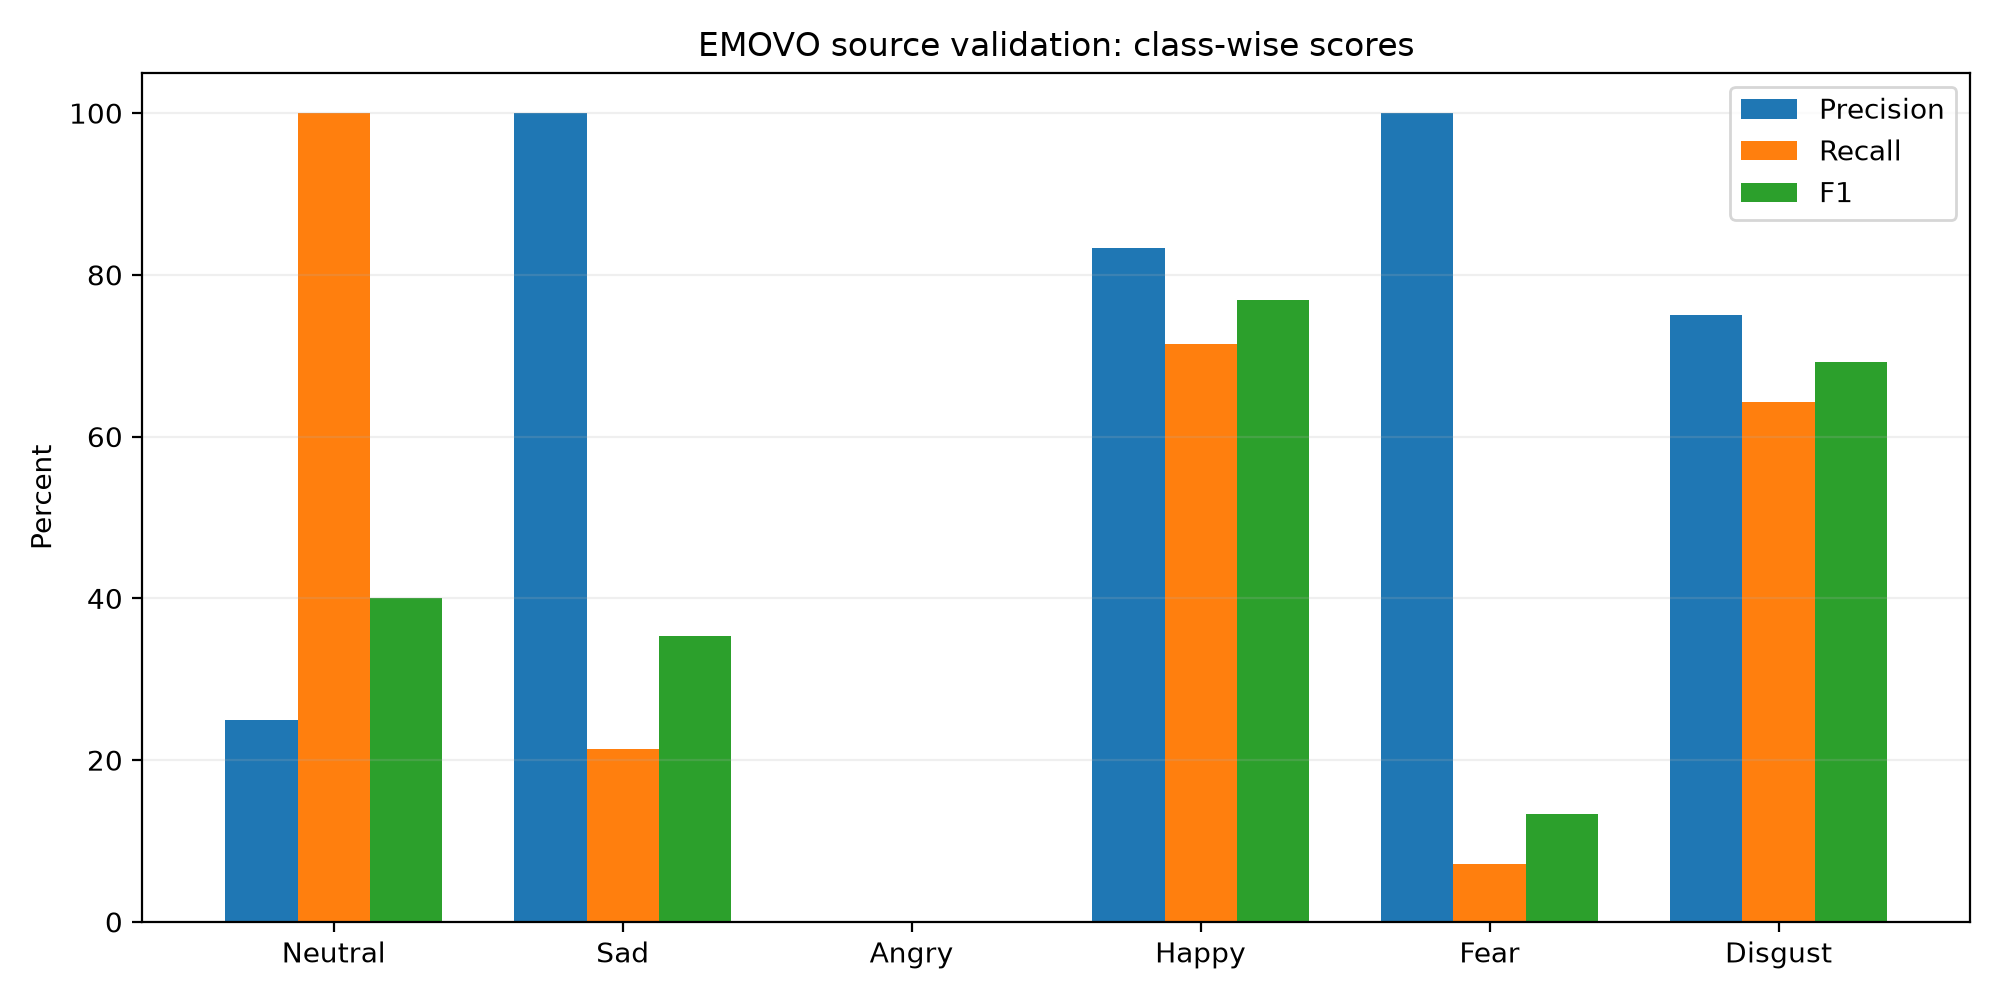 EMOVO source validation: class-wise scores
Precision
Recall
F1
Percent
100
80
60
40
20
0
Neutral
Sad
Angry
Happy
Fear
Disgust